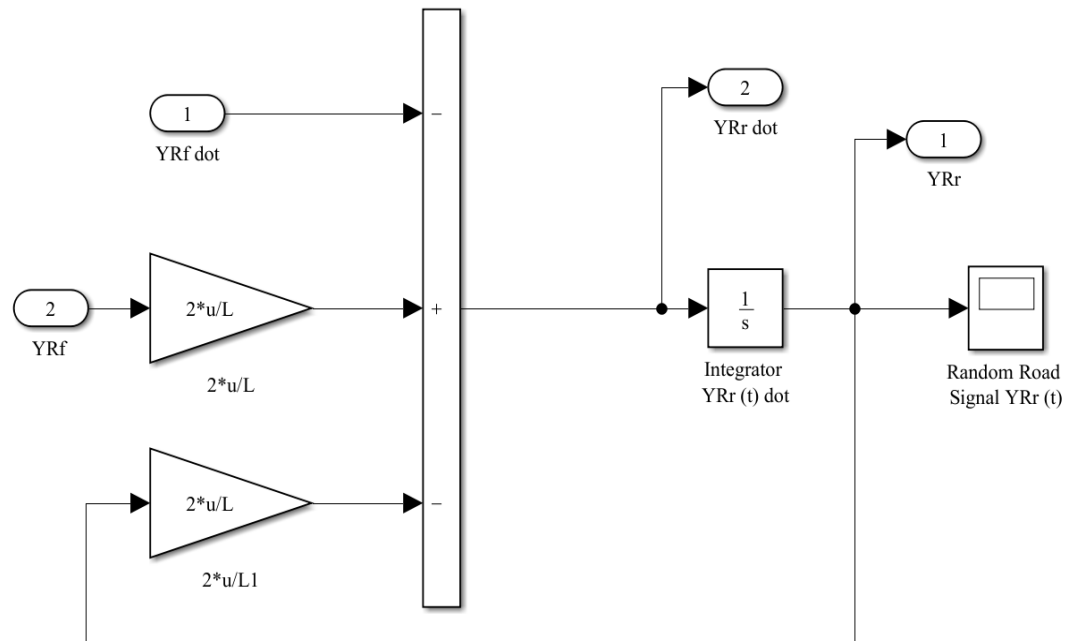 1
YRf dot
−
2
YRr dot
1
YRr
2
YRf
2*u/L
2*u/L
+
1
s
Integrator
YRr (t) dot
Random Road
Signal YRr (t)
2*u/L
2*u/L1
−